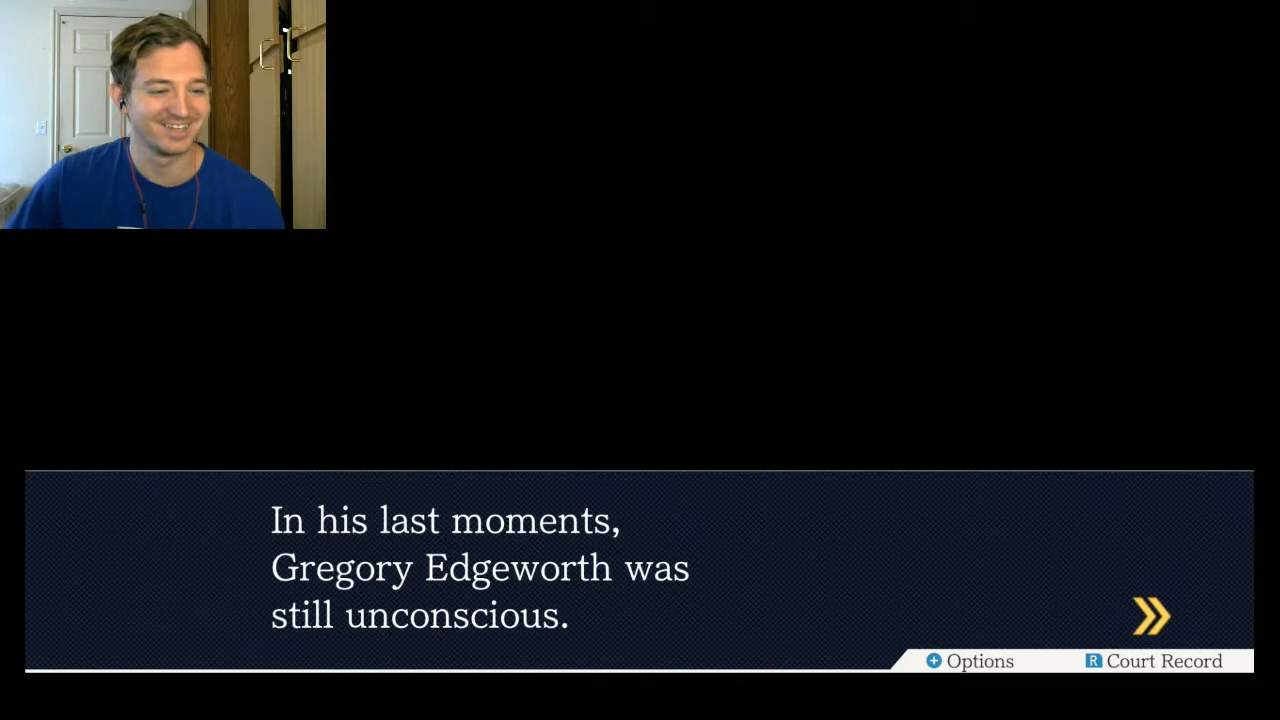 In his last moments,
Gregory Edgeworth was
still unconscious.
+ Options
R Court Record